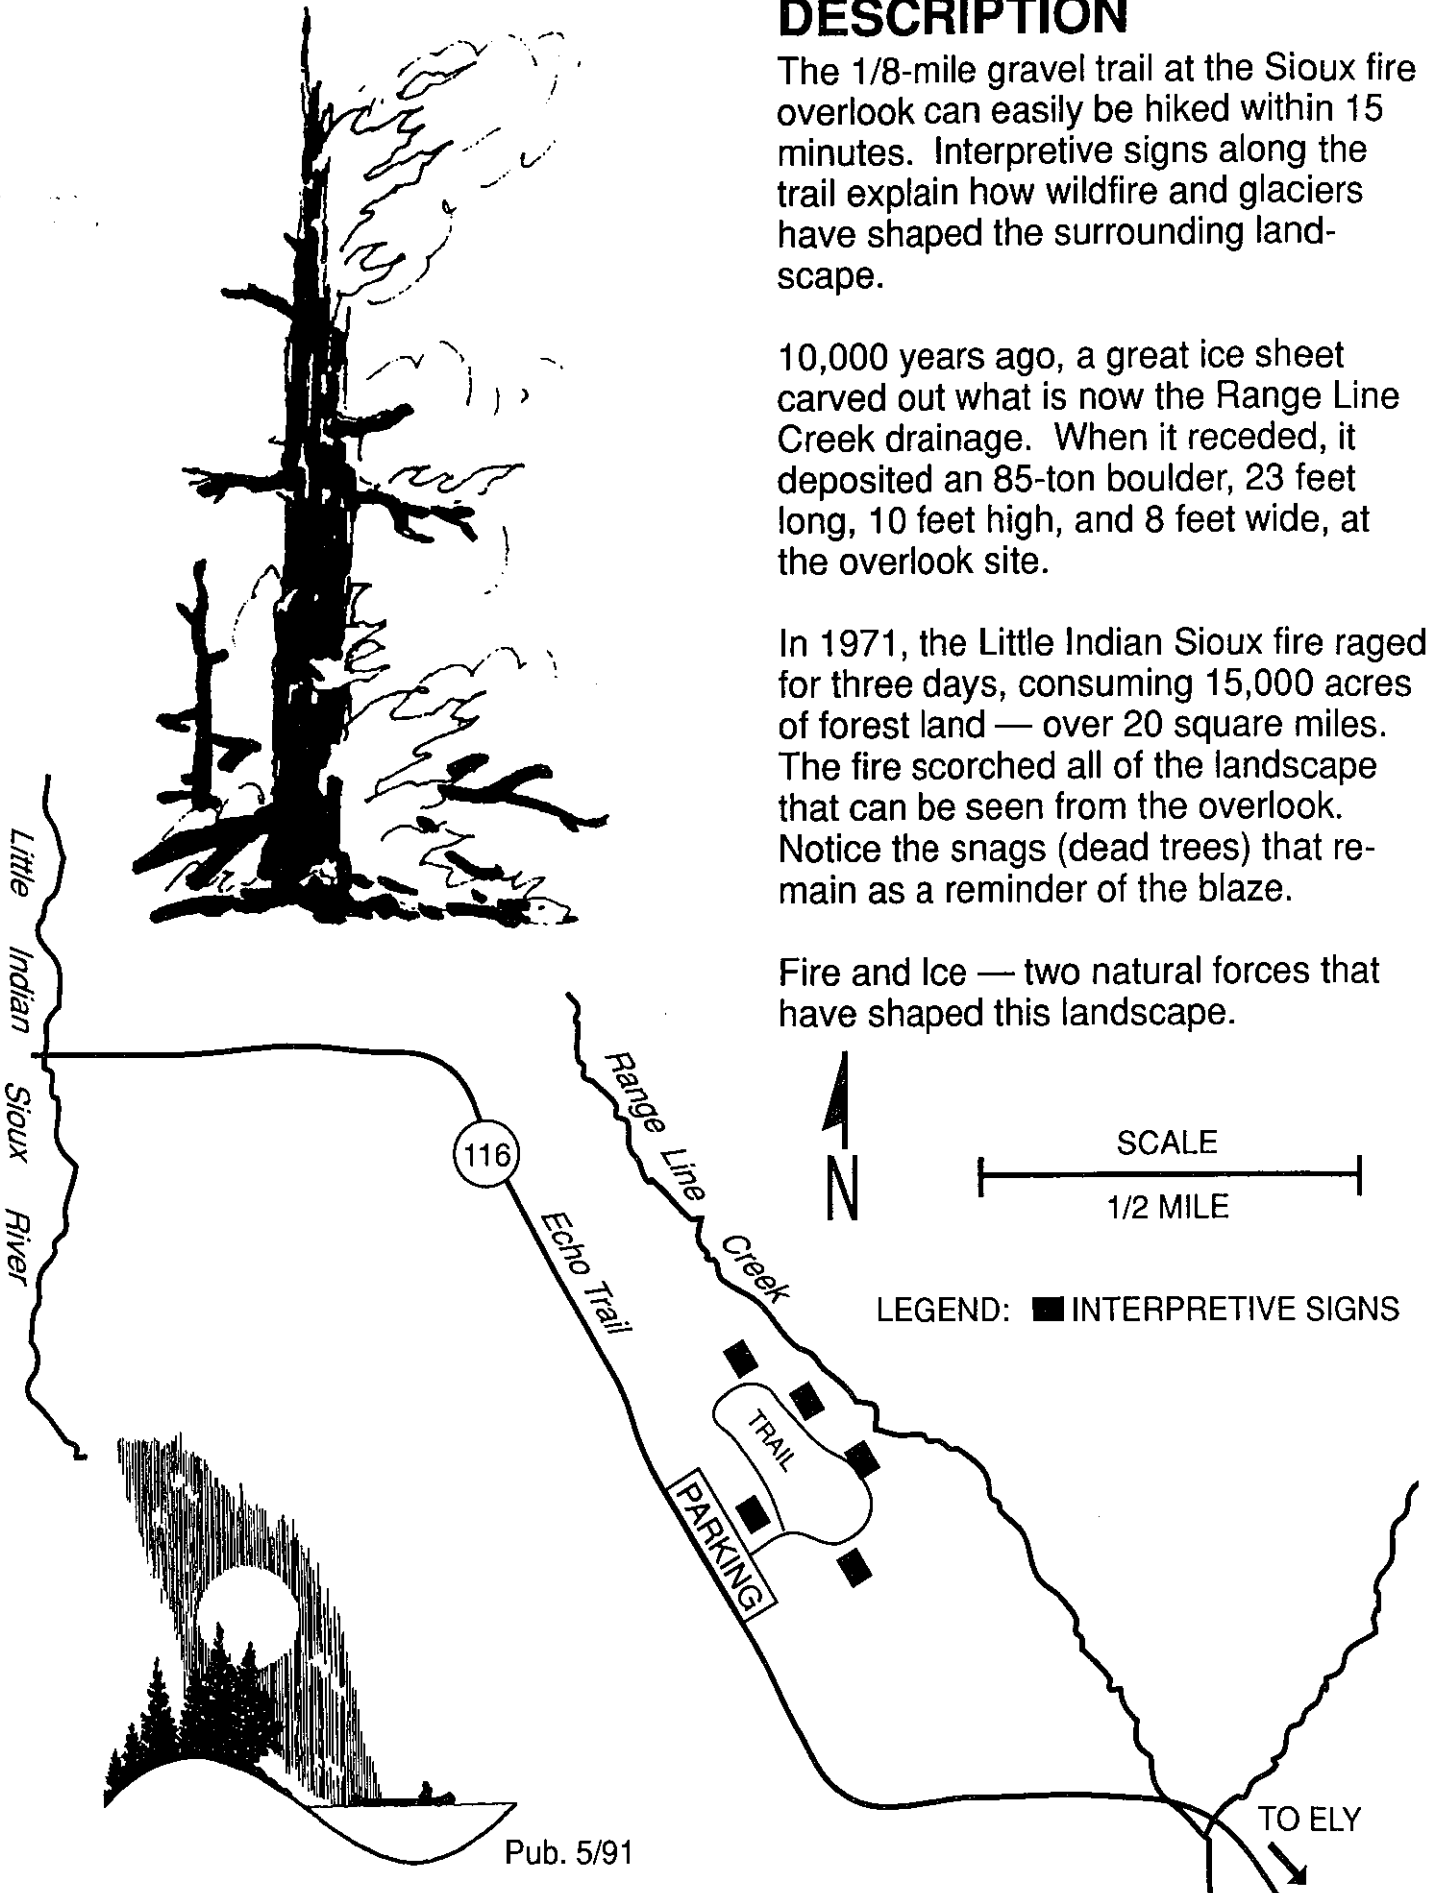 DESCRIPTION
The 1/8-mile gravel trail at the Sioux fire
overlook can easily be hiked within 15
minutes. Interpretive signs along the
trail explain how wildfire and glaciers
have shaped the surrounding land-
scape.
10,000 years ago, a great ice sheet
carved out what is now the Range Line
Creek drainage. When it receded, it
deposited an 85-ton boulder, 23 feet
long, 10 feet high, and 8 feet wide, at
the overlook site.
In 1971, the Little Indian Sioux fire raged
for three days, consuming 15,000 acres
of forest land — over 20 square miles.
The fire scorched all of the landscape
that can be seen from the overlook.
Notice the snags (dead trees) that re-
main as a reminder of the blaze.
Fire and Ice — two natural forces that
have shaped this landscape.
Little Indian Sioux River
116
Echo Trail
Range Line Creek
N
SCALE
1/2 MILE
LEGEND: ■ INTERPRETIVE SIGNS
TRAIL
PARKING
TO ELY
Pub. 5/91